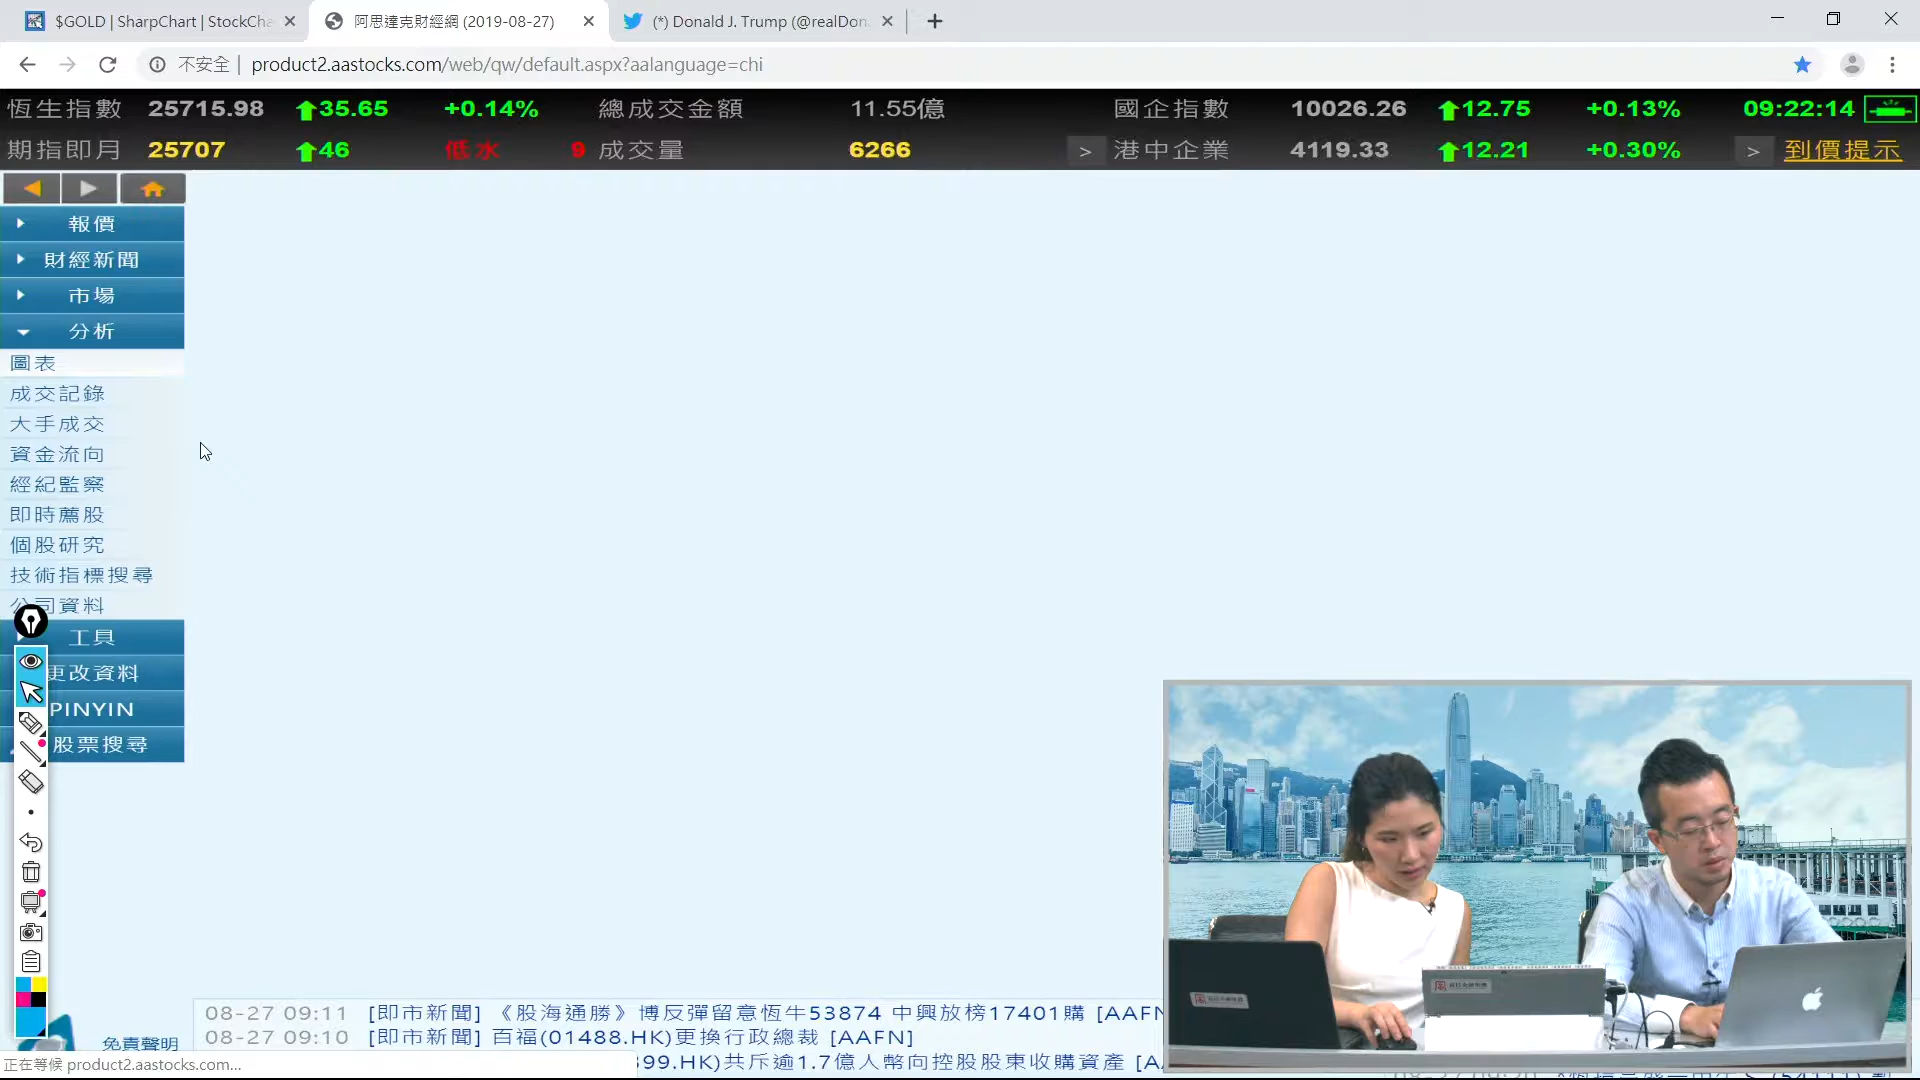 $GOLD | SharpChart | StockCha
阿思達克財經網 (2019-08-27)
(*) Donald J. Trump (@realDon
不安全 | product2.aastocks.com/web/qw/default.aspx?aalanguage=chi
恆生指數 25715.98 35.65 +0.14% 總成交金額 11.55億 國企指數 10026.26 12.75 +0.13% 09:22:14
期指即月 25707 46 低水 9 成交量 6266 > 港中企業 4119.33 12.21 +0.30% > 到價提示
報價
財經新聞
市場
分析
圖表
成交記錄
大手成交
資金流向
經紀監察
即時薦股
個股研究
技術指標搜尋
公司資料
工具
更改資料
PINYIN
股票搜尋
免責聲明
08-27 09:11 [即市新聞] 《股海通勝》博反彈留意恆牛53874 中興放榜17401購 [AAFN
08-27 09:10 [即市新聞] 百福(01488.HK)更換行政總裁 [AAFN]
399.HK)共斥逾1.7億人幣向控股股東收購資產 [A
正在等候 product2.aastocks.com...